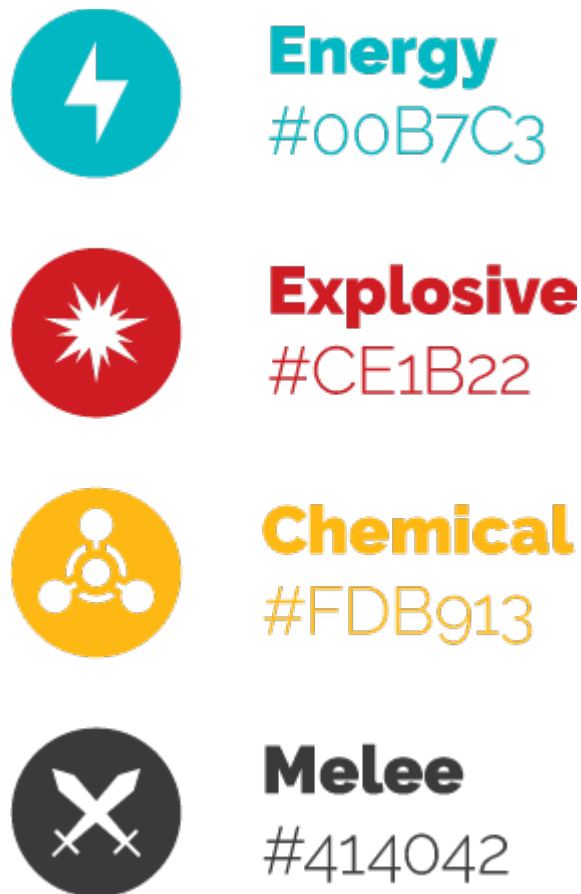 Energy
#00B7C3
Explosive
#CE1B22
Chemical
#FDB913
Melee
#414042